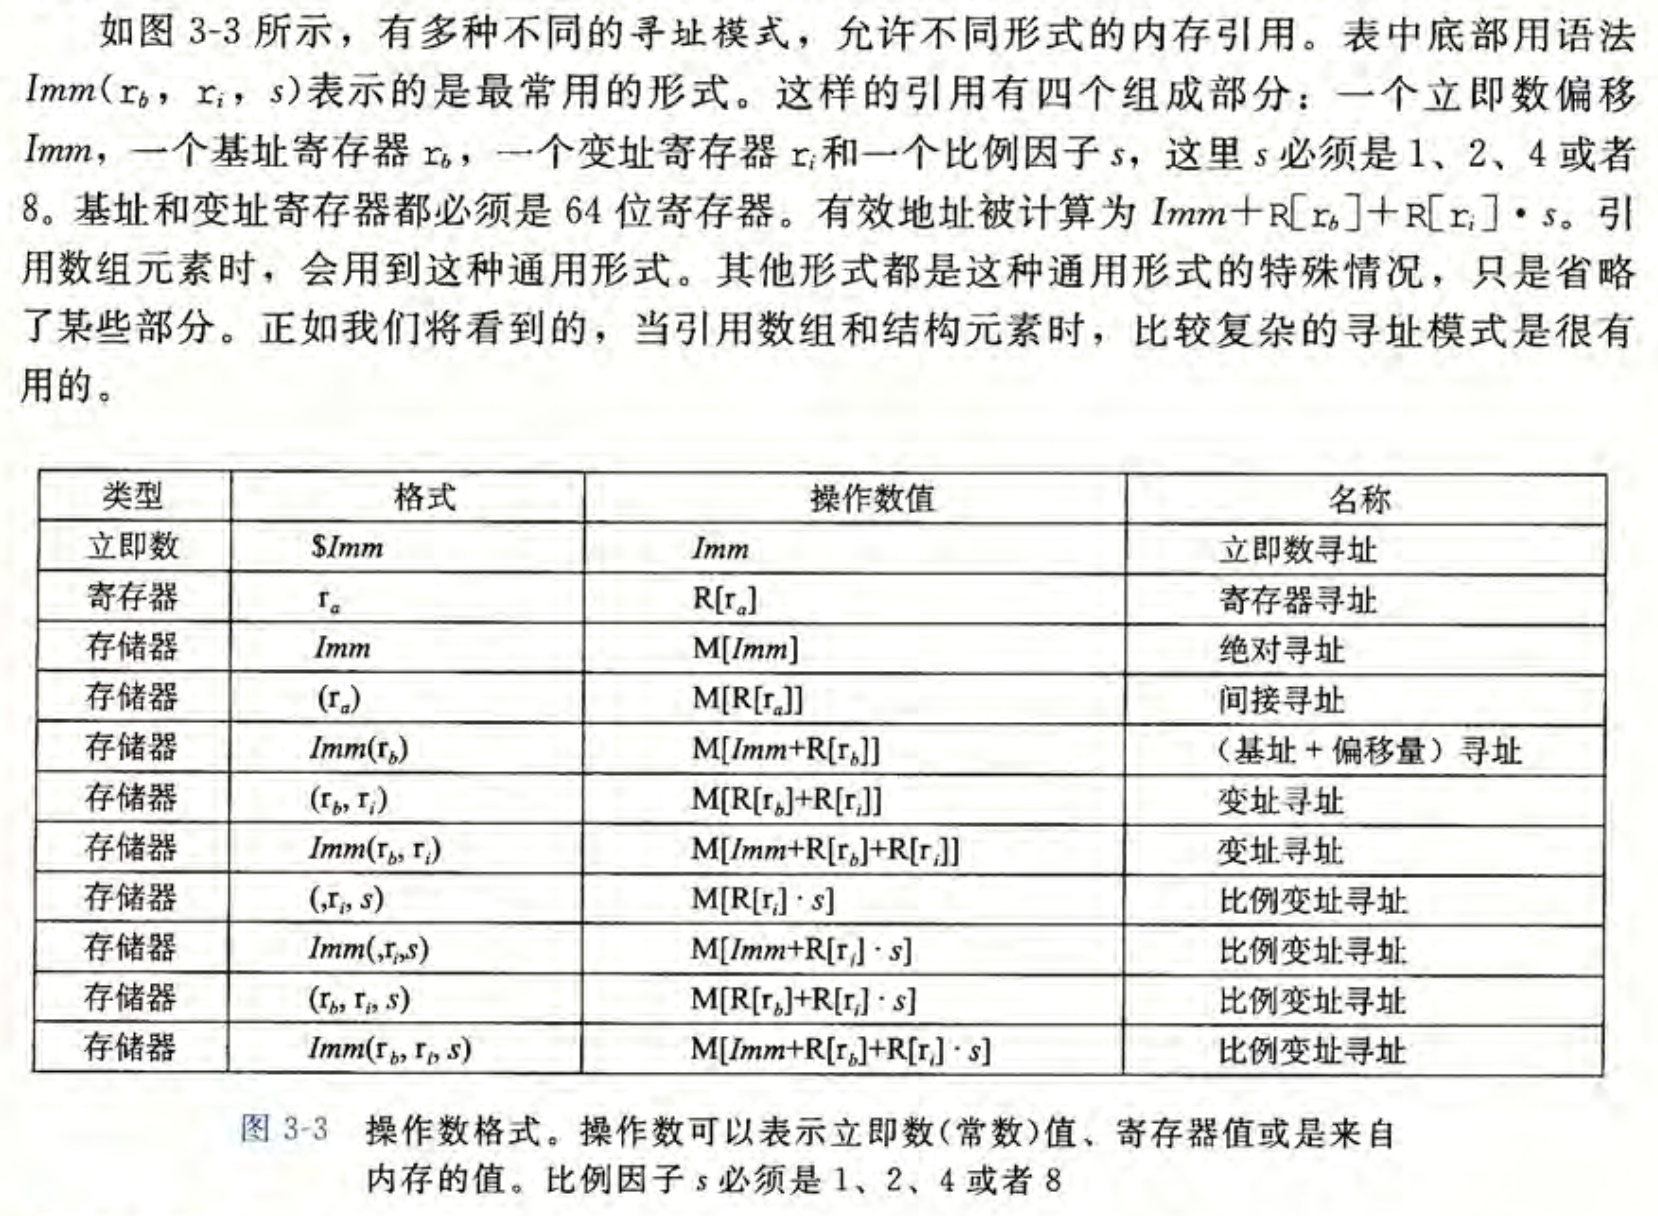 如图 3-3 所示，有多种不同的寻址模式，允许不同形式的内存引用。表中底部用语法
Imm(r_b, r_i, s)表示的是最常用的形式。这样的引用有四个组成部分：一个立即数偏移
Imm，一个基址寄存器 r_b，一个变址寄存器 r_i和一个比例因子 s，这里 s 必须是 1、2、4 或者
8。基址和变址寄存器都必须是 64 位寄存器。有效地址被计算为 Imm+R[r_b]+R[r_i]·s。引
用数组元素时，会用到这种通用形式。其他形式都是这种通用形式的特殊情况，只是省略
了某些部分。正如我们将看到的，当引用数组和结构元素时，比较复杂的寻址模式是很有
用的。
类型 格式 操作数值 名称
立即数 $Imm Imm 立即数寻址
寄存器 r_a R[r_a] 寄存器寻址
存储器 Imm M[Imm] 绝对寻址
存储器 (r_a) M[R[r_a]] 间接寻址
存储器 Imm(r_b) M[Imm+R[r_b]] （基址 + 偏移量）寻址
存储器 (r_b, r_i) M[R[r_b]+R[r_i]] 变址寻址
存储器 Imm(r_b, r_i) M[Imm+R[r_b]+R[r_i]] 变址寻址
存储器 (,r_i, s) M[R[r_i]·s] 比例变址寻址
存储器 Imm(,r_i,s) M[Imm+R[r_i]·s] 比例变址寻址
存储器 (r_b, r_i, s) M[R[r_b]+R[r_i]·s] 比例变址寻址
存储器 Imm(r_b, r_i, s) M[Imm+R[r_b]+R[r_i]·s] 比例变址寻址
图 3-3 操作数格式。操作数可以表示立即数(常数)值、寄存器值或是来自
内存的值。比例因子 s 必须是 1、2、4 或者 8